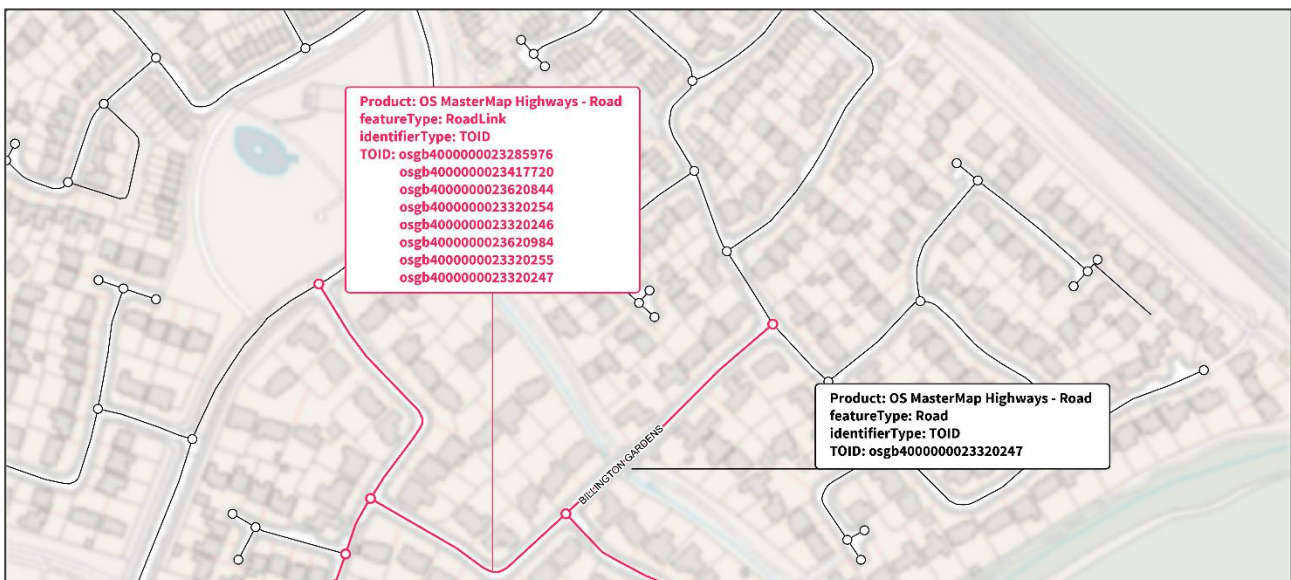 Product: OS MasterMap Highways - Road
featureType: RoadLink
identifierType: TOID
TOID: osgb4000000023285976
osgb4000000023417720
osgb4000000023620844
osgb4000000023320254
osgb4000000023320246
osgb4000000023620984
osgb4000000023320255
osgb4000000023320247
BILLINGTON GARDENS
Product: OS MasterMap Highways - Road
featureType: Road
identifierType: TOID
TOID: osgb4000000023320247